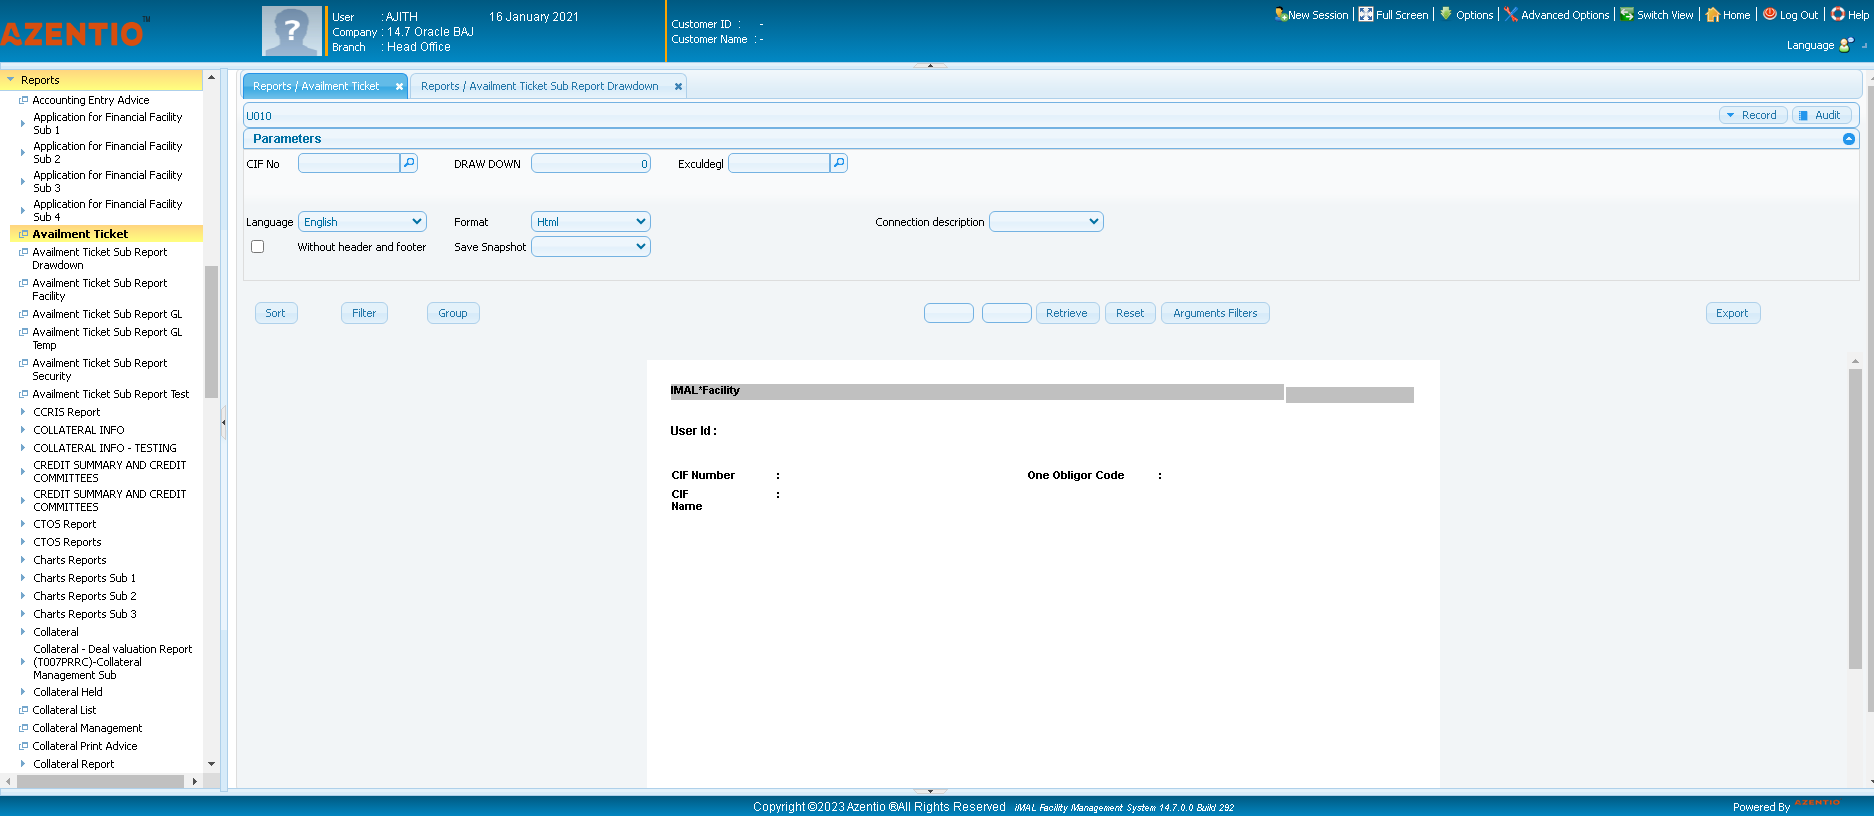 AZENTIO™
User : AJITH 16 January 2021
Company : 14.7 Oracle BAJ
Branch : Head Office
Customer ID : -
Customer Name : -
New Session Full Screen Options Advanced Options Switch View Home Log Out Help
Language
Reports
Accounting Entry Advice
Application for Financial Facility
Sub 1
Application for Financial Facility
Sub 2
Application for Financial Facility
Sub 3
Application for Financial Facility
Sub 4
Availment Ticket
Availment Ticket Sub Report
Drawdown
Availment Ticket Sub Report
Facility
Availment Ticket Sub Report GL
Availment Ticket Sub Report GL
Temp
Availment Ticket Sub Report
Security
Availment Ticket Sub Report Test
CCRIS Report
COLLATERAL INFO
COLLATERAL INFO - TESTING
CREDIT SUMMARY AND CREDIT
COMMITTEES
CREDIT SUMMARY AND CREDIT
COMMITTEES
CTOS Report
CTOS Reports
Charts Reports
Charts Reports Sub 1
Charts Reports Sub 2
Charts Reports Sub 3
Collateral
Collateral - Deal valuation Report
(T007PRRC)-Collateral
Management Sub
Collateral Held
Collateral List
Collateral Management
Collateral Print Advice
Collateral Report
Reports / Availment Ticket Reports / Availment Ticket Sub Report Drawdown
U010 Record Audit
Parameters
CIF No DRAW DOWN 0 Exculdegl
Language English Format Html Connection description
Without header and footer Save Snapshot
Sort Filter Group Retrieve Reset Arguments Filters Export
IMAL*Facility
User Id :
CIF Number : One Obligor Code :
CIF :
Name
Copyright ©2023 Azentio ®All Rights Reserved iMAL Facility Management System 14.7.0.0 Build 292
Powered By AZENTIO